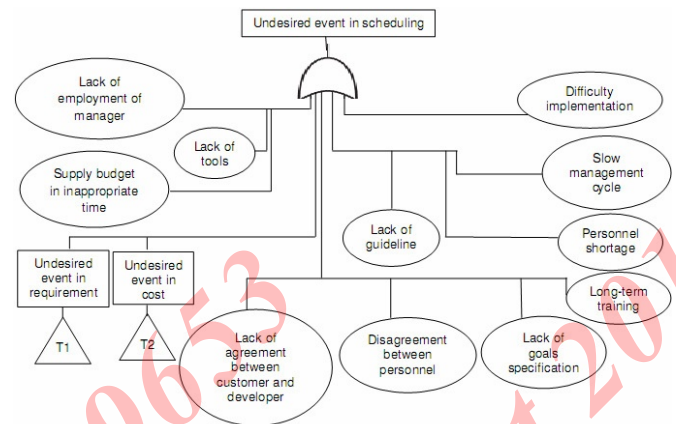 Undesired event in scheduling
Lack of
employment of
manager
Difficulty
implementation
Lack of
tools
Supply budget
in inappropriate
time
Slow
management
cycle
Lack of
guideline
Personnel
shortage
Undesired
event in
requirement
Undesired
event in
cost
Long-term
training
T1
T2
Lack of
agreement
between
customer and
developer
Disagreement
between
personnel
Lack of
goals
specification